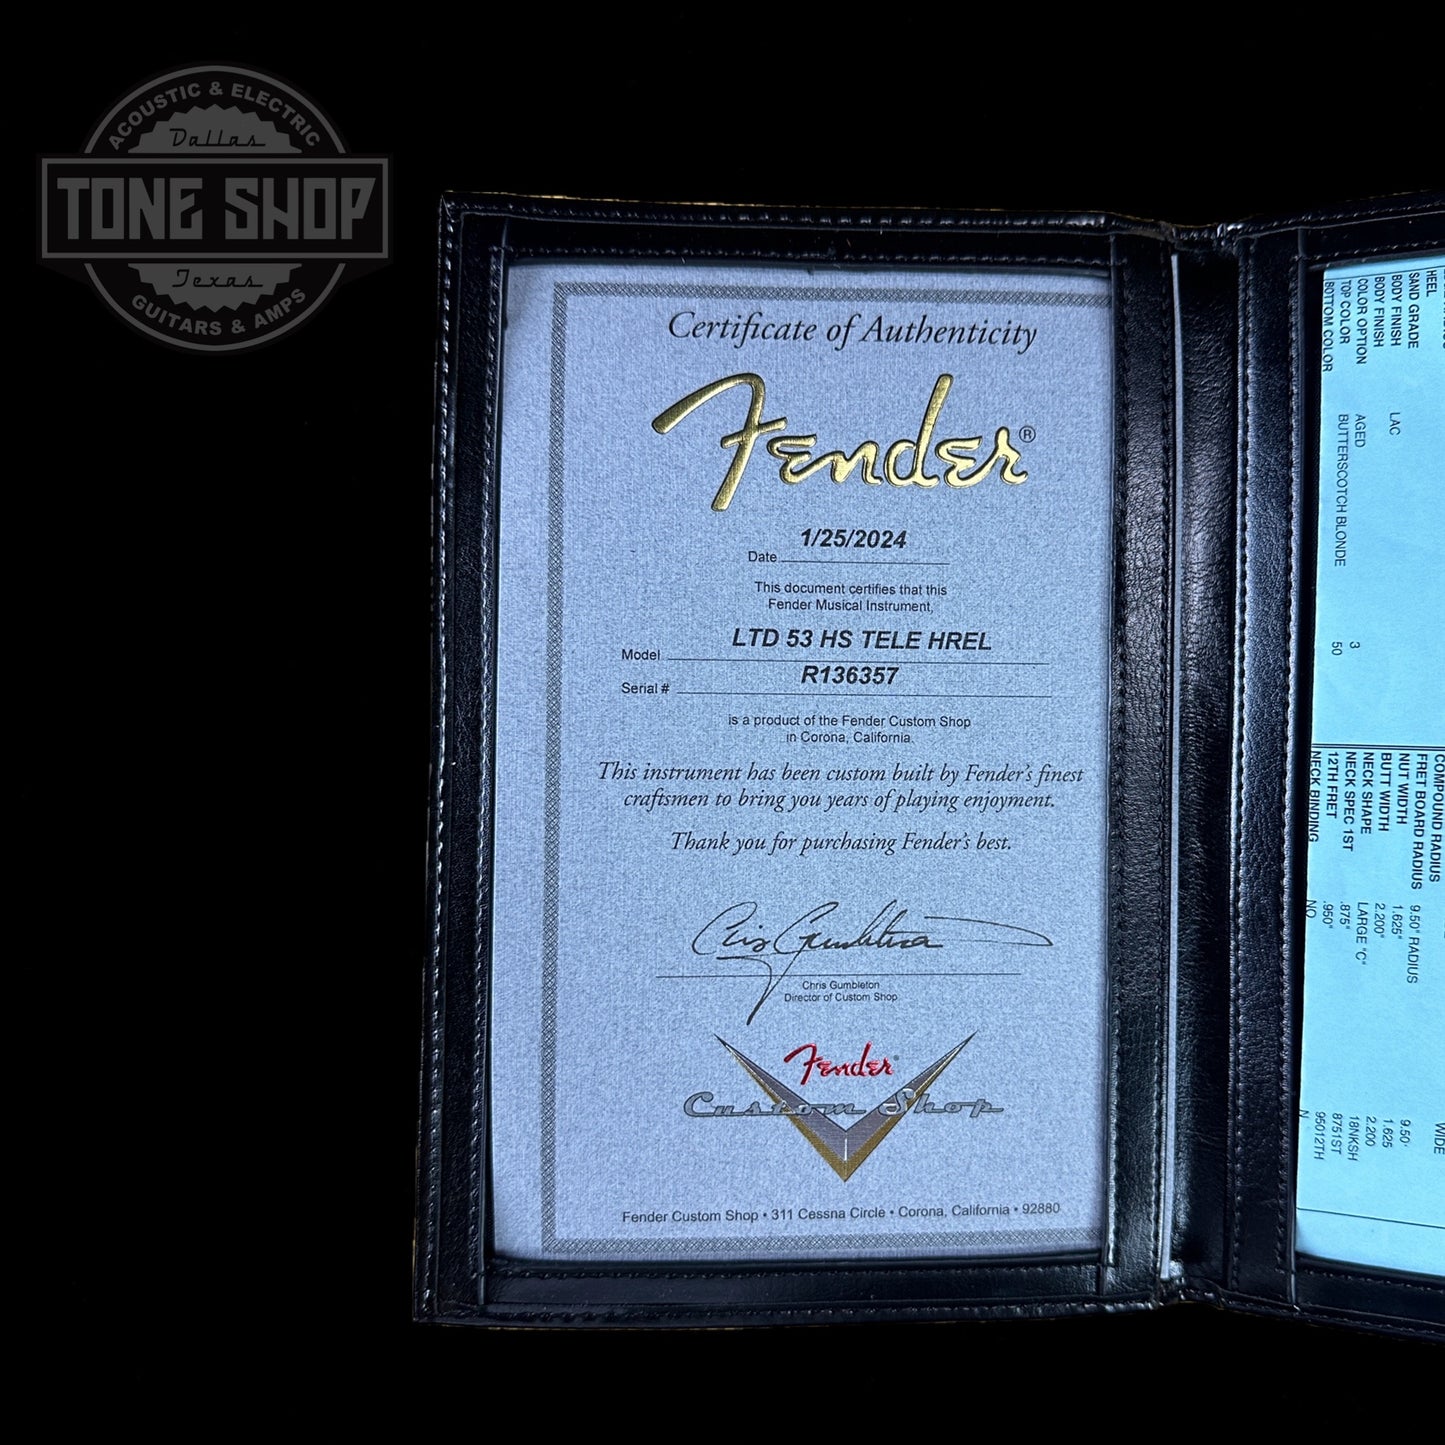 ACOUSTIC & ELECTRIC
Dallas
TONE SHOP
Texas
GUITARS & AMPS
Certificate of Authenticity
Fender®
1/25/2024
Date
This document certifies that this
Fender Musical Instrument,
LTD 53 HS TELE HREL
Model
R136357
Serial #
is a product of the Fender Custom Shop
in Corona, California.
This instrument has been custom built by Fender's finest
craftsmen to bring you years of playing enjoyment.
Thank you for purchasing Fender's best.
Chris Gumbleton
Chris Gumbleton
Director of Custom Shop
Fender®
Custom Shop
Fender Custom Shop • 311 Cessna Circle • Corona, California • 92880
HEEL
SAND GRADE
BODY FINISH LAC
BODY FINISH
COLOR OPTION AGED 3
TOP COLOR BUTTERSCOTCH BLONDE 50
BOTTOM COLOR
COMPOUND RADIUS WIDE
FRET BOARD RADIUS 9.50" RADIUS 9.50
NUT WIDTH 1.625" 1.625
BUTT WIDTH 2.200" 2.200
NECK SHAPE LARGE "C" 18NKSH
NECK SPEC 1ST .875" 8751ST
12TH FRET .950" 95012TH
NECK BINDING NO N